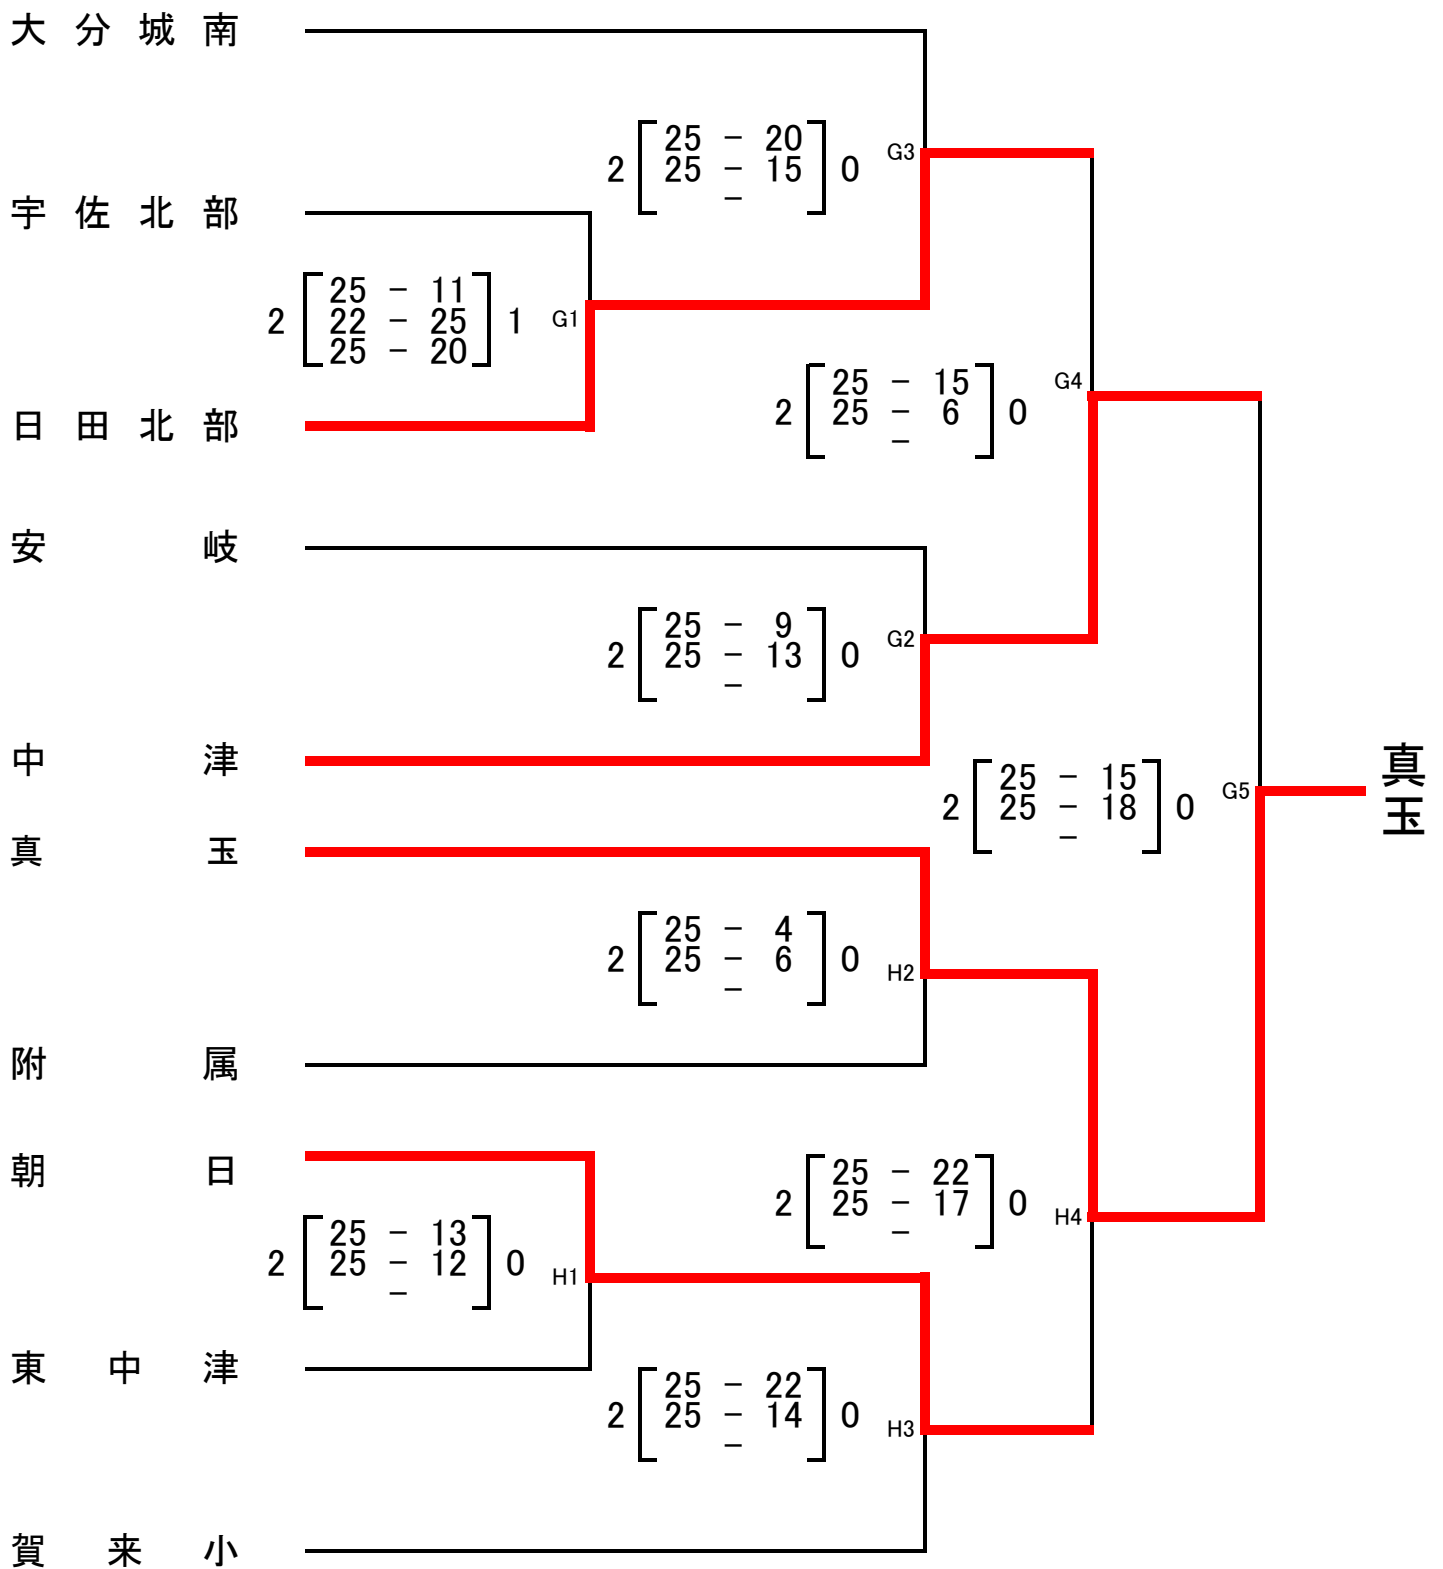 大分城南
25 - 20
2 25 - 15 0 G3
-
宇佐北部
25 - 11
2 22 - 25 1 G1
25 - 20
25 - 15 G4
2 25 - 6 0
-
日田北部
安岐
25 - 9
2 25 - 13 0 G2
-
中津
25 - 15
2 25 - 18 0 G5
-
真玉
真玉
25 - 4
2 25 - 6 0 H2
-
附属
朝日
25 - 22
2 25 - 17 0 H4
-
25 - 13
2 25 - 12 0 H1
-
東中津
25 - 22
2 25 - 14 0 H3
-
賀来小